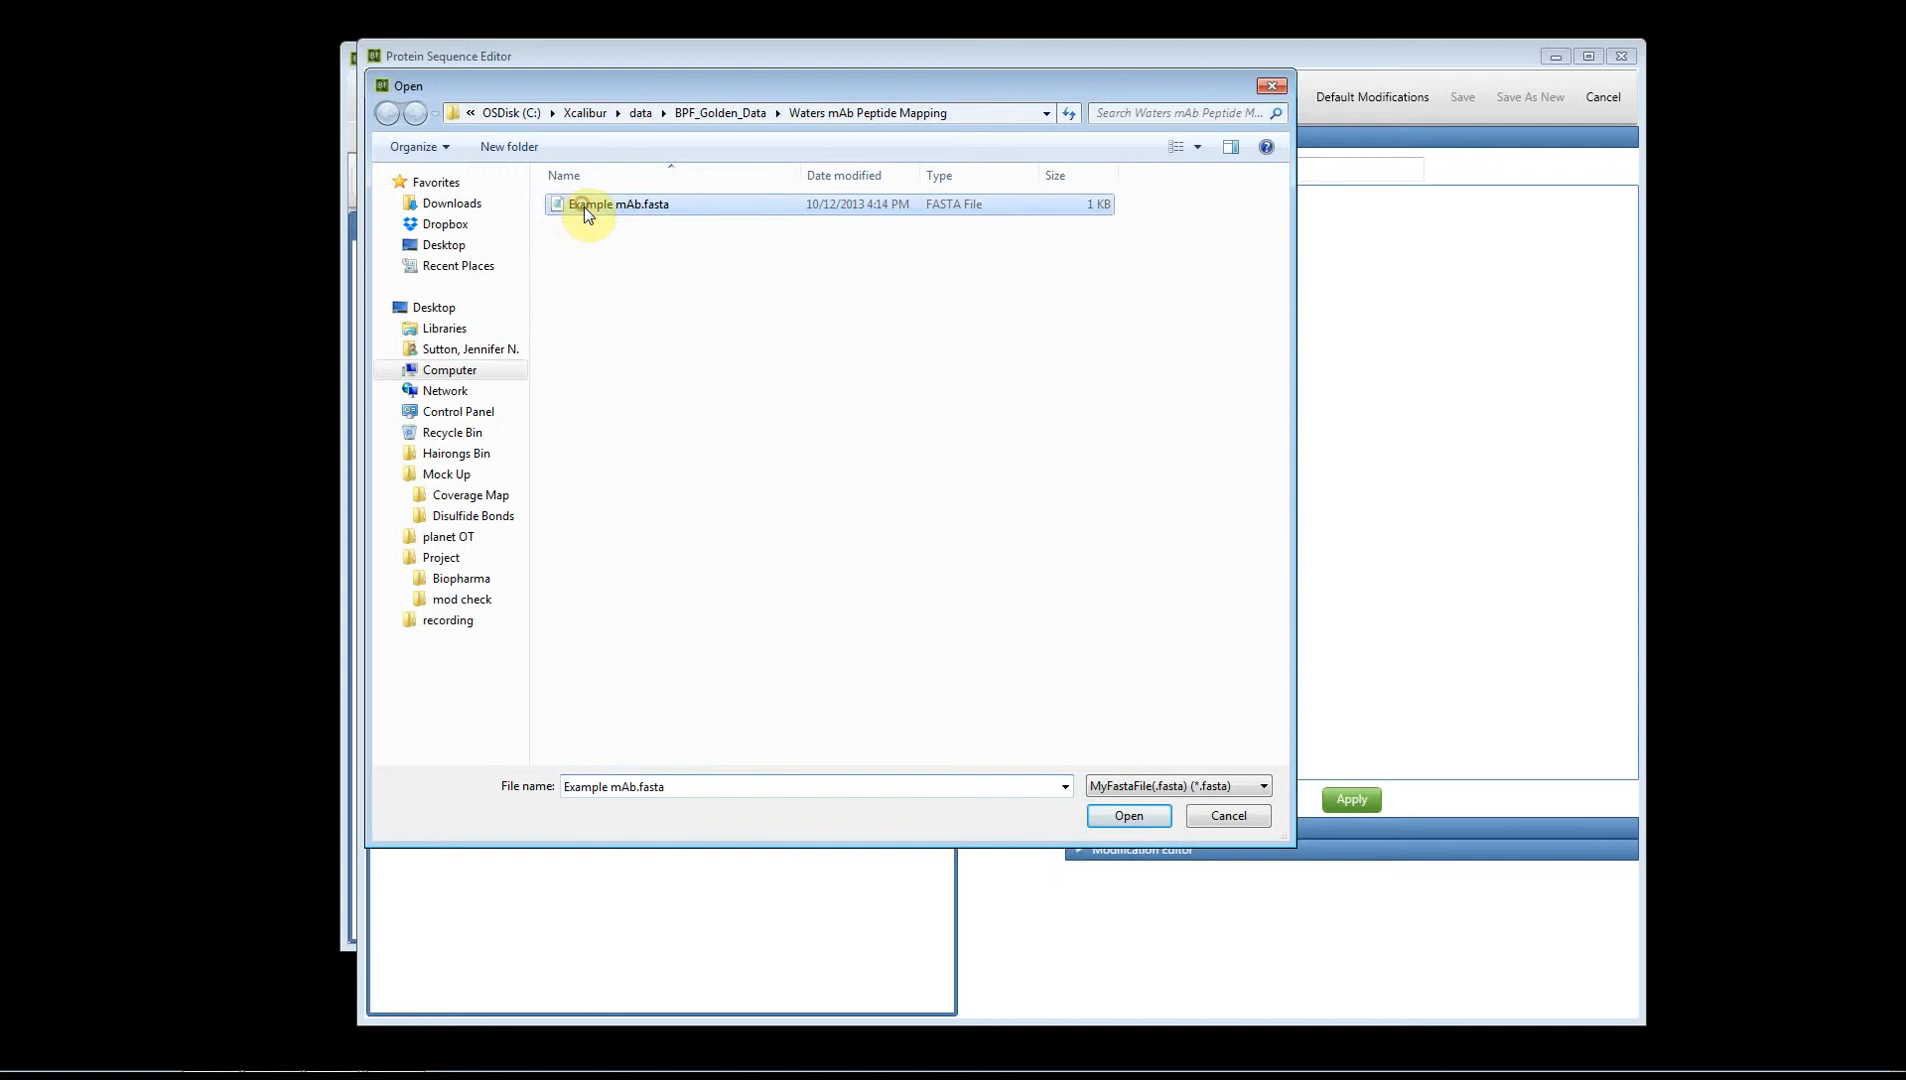 Protein Sequence Editor
Open
« OSDisk (C:) Xcalibur data BPF_Golden_Data Waters mAb Peptide Mapping
Search Waters mAb Peptide M...
Default Modifications Save Save As New Cancel
Organize New folder
Name Date modified Type Size
Example mAb.fasta 10/12/2013 4:14 PM FASTA File 1 KB
Favorites
Downloads
Dropbox
Desktop
Recent Places
Desktop
Libraries
Sutton, Jennifer N.
Computer
Network
Control Panel
Recycle Bin
Hairongs Bin
Mock Up
Coverage Map
Disulfide Bonds
planet OT
Project
Biopharma
mod check
recording
File name: Example mAb.fasta MyFastaFile(.fasta) (*.fasta)
Open Cancel
Apply
Modification Editor